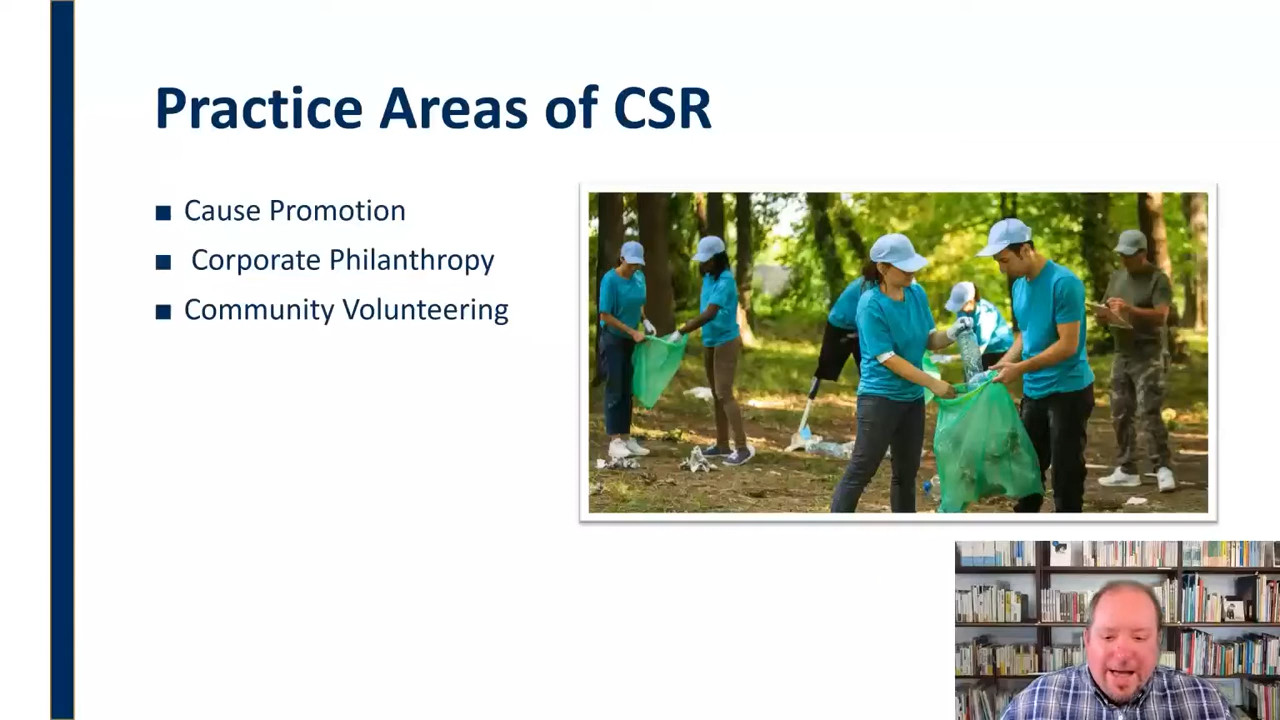 Practice Areas of CSR
Cause Promotion
Corporate Philanthropy
Community Volunteering